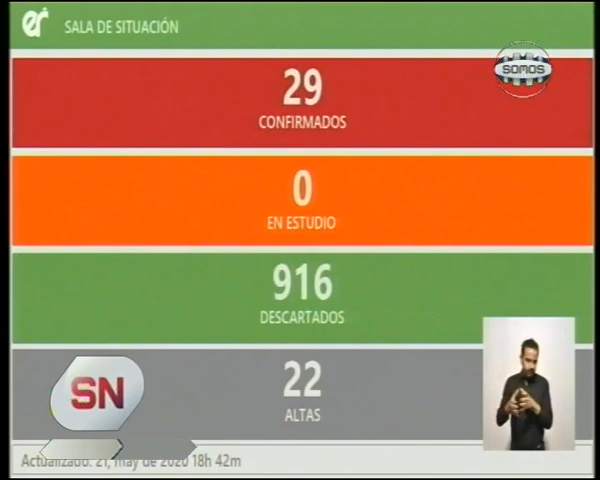 er
SALA DE SITUACIÓN
SOMOS
29
CONFIRMADOS
0
EN ESTUDIO
916
DESCARTADOS
22
ALTAS
SN
Actualizado: 21, may de 2020 18h 42m